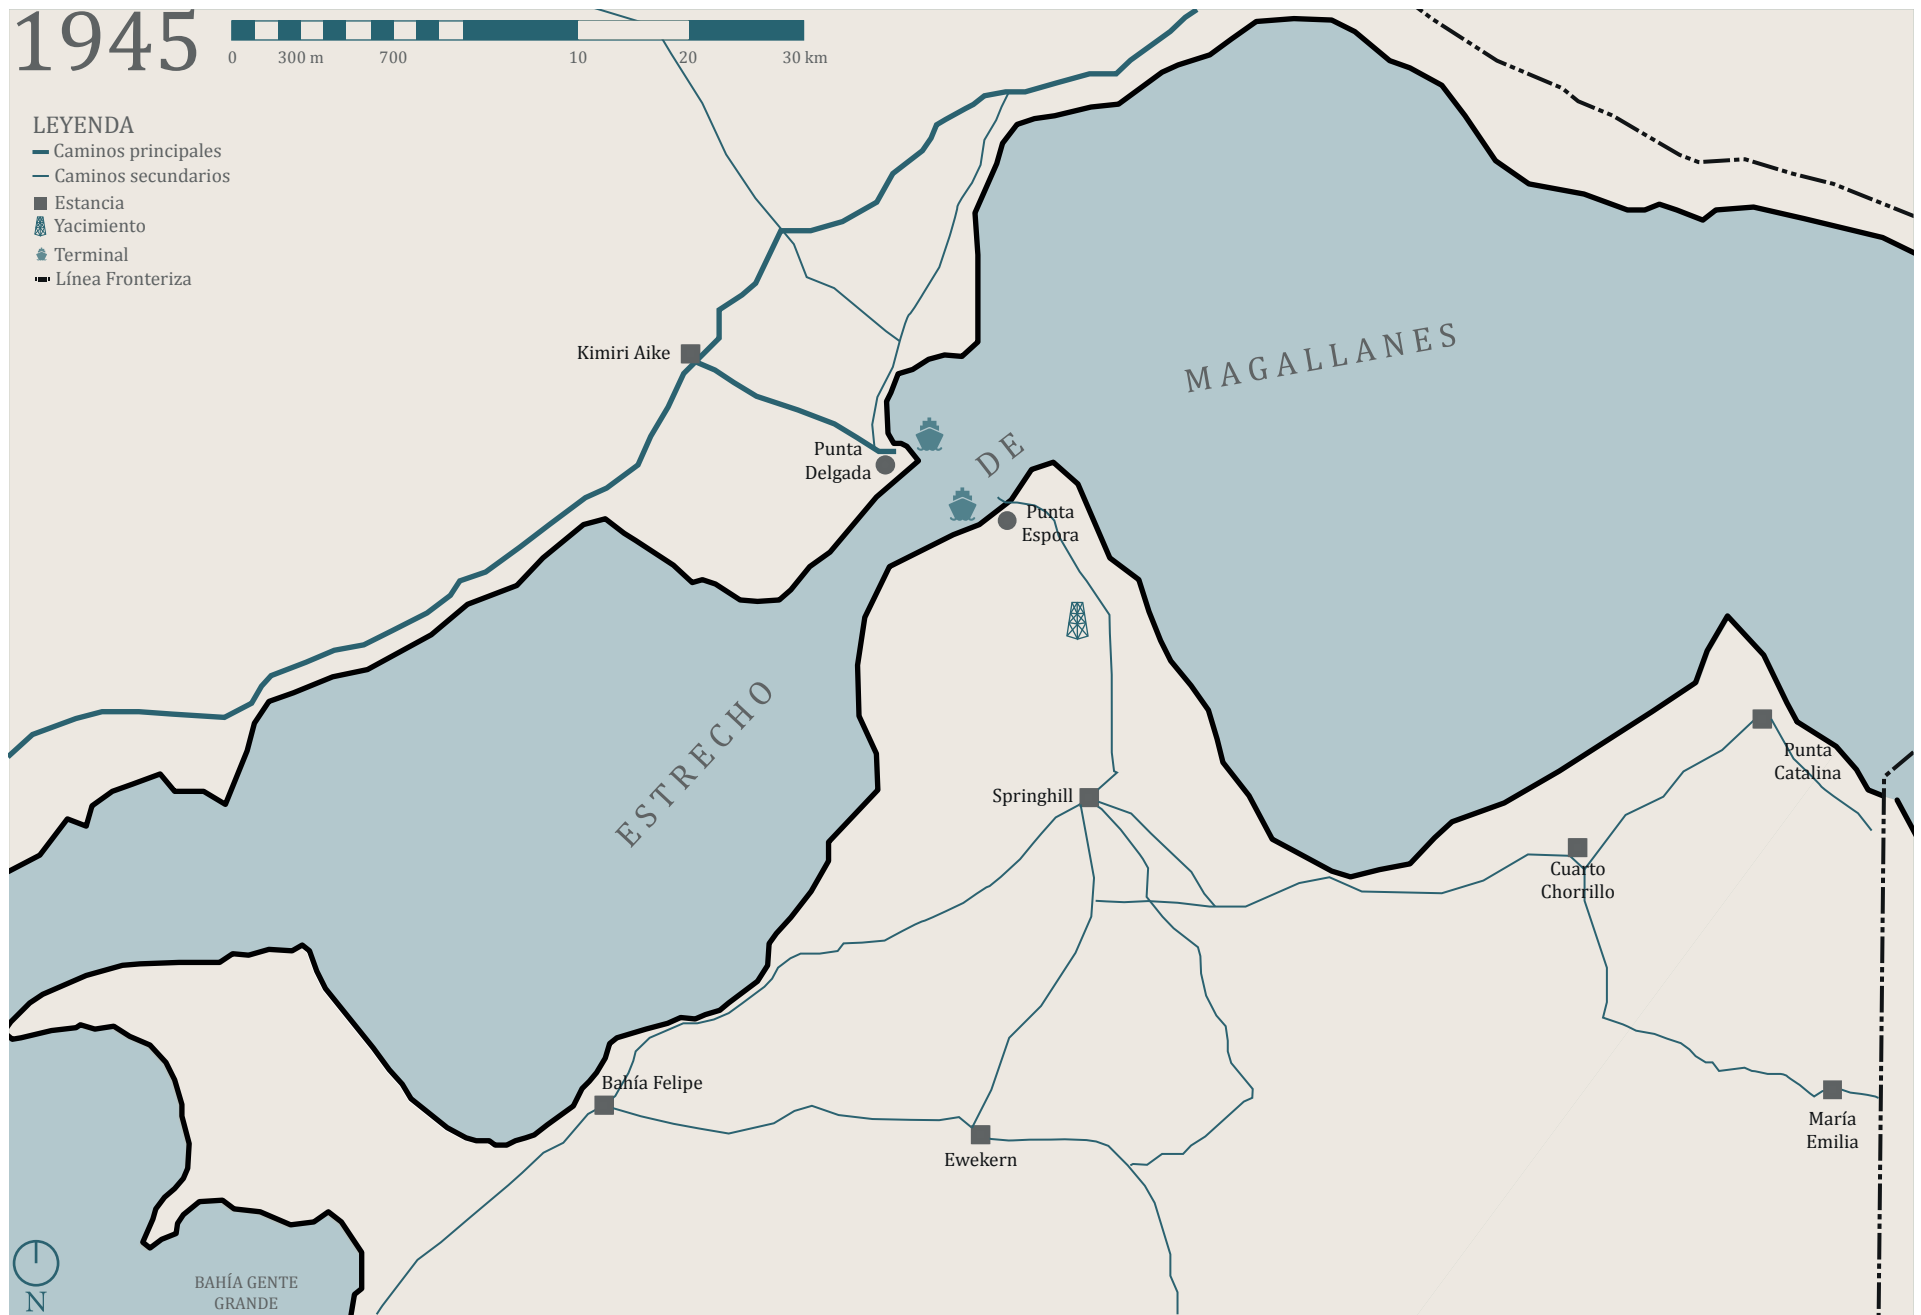 1945
0 300 m 700 10 20 30 km
LEYENDA
Caminos principales
Caminos secundarios
Estancia
Yacimiento
Terminal
Línea Fronteriza
MAGALLANES
Kimiri Aike
DE
Punta
Delgada
Punta
Espora
ESTRECHO
Punta
Catalina
Springhill
Cuarto
Chorrillo
Bahía Felipe
María
Emilia
Ewekern
BAHÍA GENTE
GRANDE
N